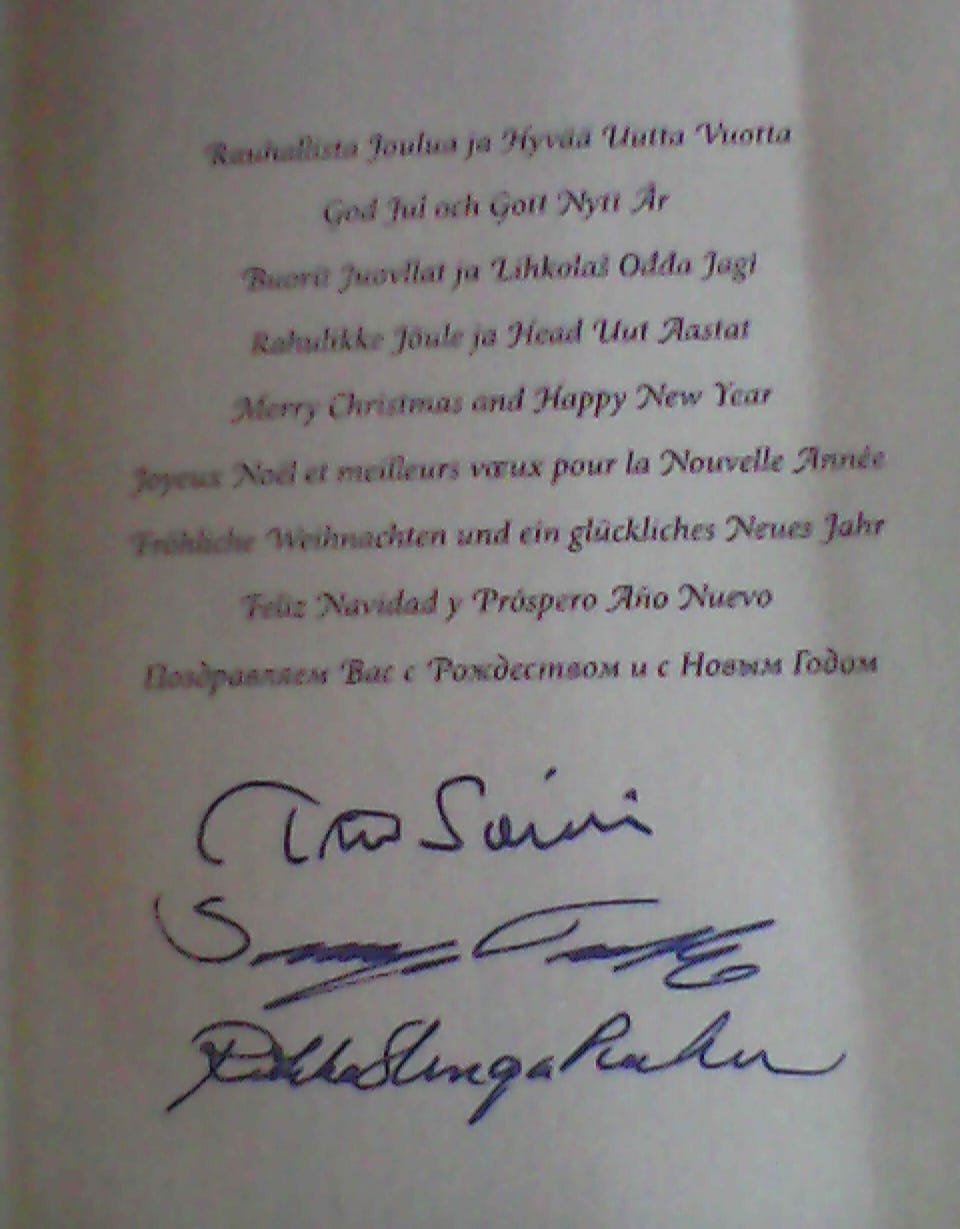 Rauhallista Joulua ja Hyvää Uutta Vuotta
God Jul och Gott Nytt År
Buorit Juovllat ja Lihkolaš Ođđa Jagi
Rahulikke Jõule ja Head Uut Aastat
Merry Christmas and Happy New Year
Joyeux Noël et meilleurs vœux pour la Nouvelle Année
Fröhliche Weihnachten und ein glückliches Neues Jahr
Feliz Navidad y Próspero Año Nuevo
Поздравляем Вас с Рождеством и с Новым Годом
Timo Soini